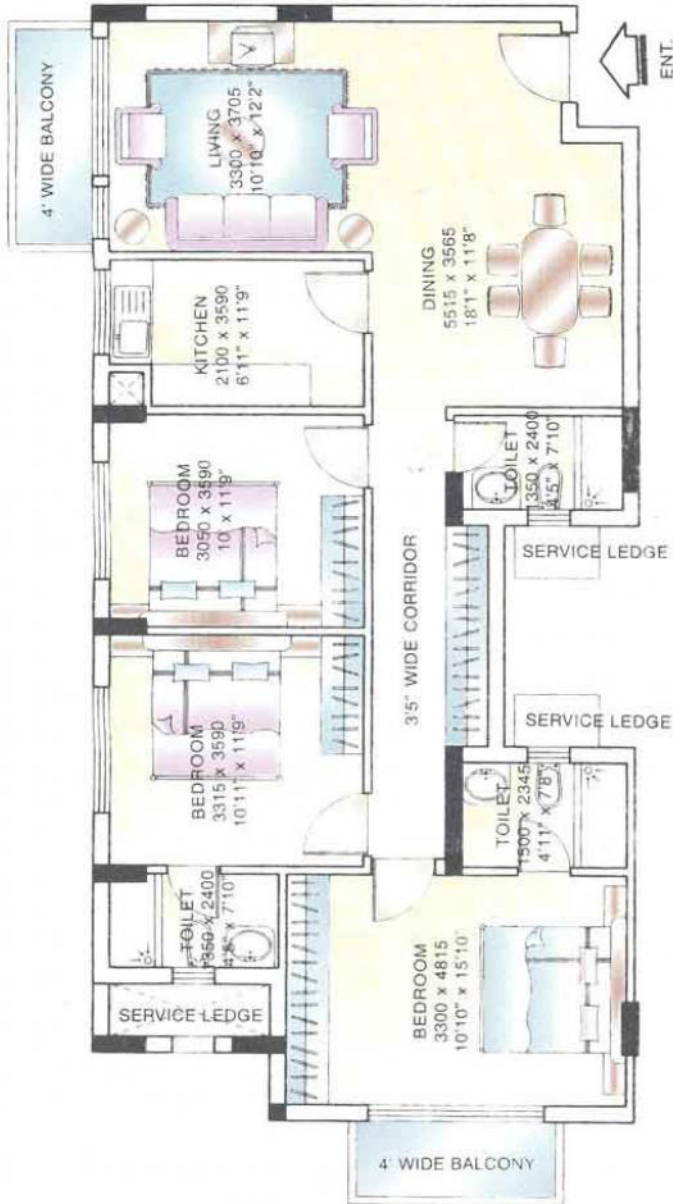 4' WIDE BALCONY
LIVING
3300 x 3705
10'10" x 12'2"
ENT.
KITCHEN
2100 x 3590
6'11" x 11'9"
DINING
5515 x 3565
18'1" x 11'8"
BEDROOM
3050 x 3590
10' x 11'9"
TOILET
1350 x 2400
4'5" x 7'10"
SERVICE LEDGE
3'5" WIDE CORRIDOR
SERVICE LEDGE
BEDROOM
3315 x 3590
10'11" x 11'9"
TOILET
1500 x 2345
4'11" x 7'8"
TOILET
1350 x 2400
4'5" x 7'10"
SERVICE LEDGE
BEDROOM
3300 x 4815
10'10" x 15'10"
4' WIDE BALCONY